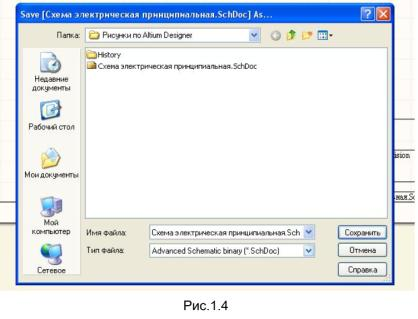 Save [Схема электрическая принципиальная.SchDoc] As...
Папка: Рисунки по Altium Designer
History
Схема электрическая принципиальная.SchDoc
Недавние документы
Рабочий стол
Мои документы
Мой компьютер
Сетевое
Имя файла: Схема электрическая принципиальная.Sch
Сохранить
Тип файла: Advanced Schematic binary (*.SchDoc)
Отмена
Справка
Рис.1.4